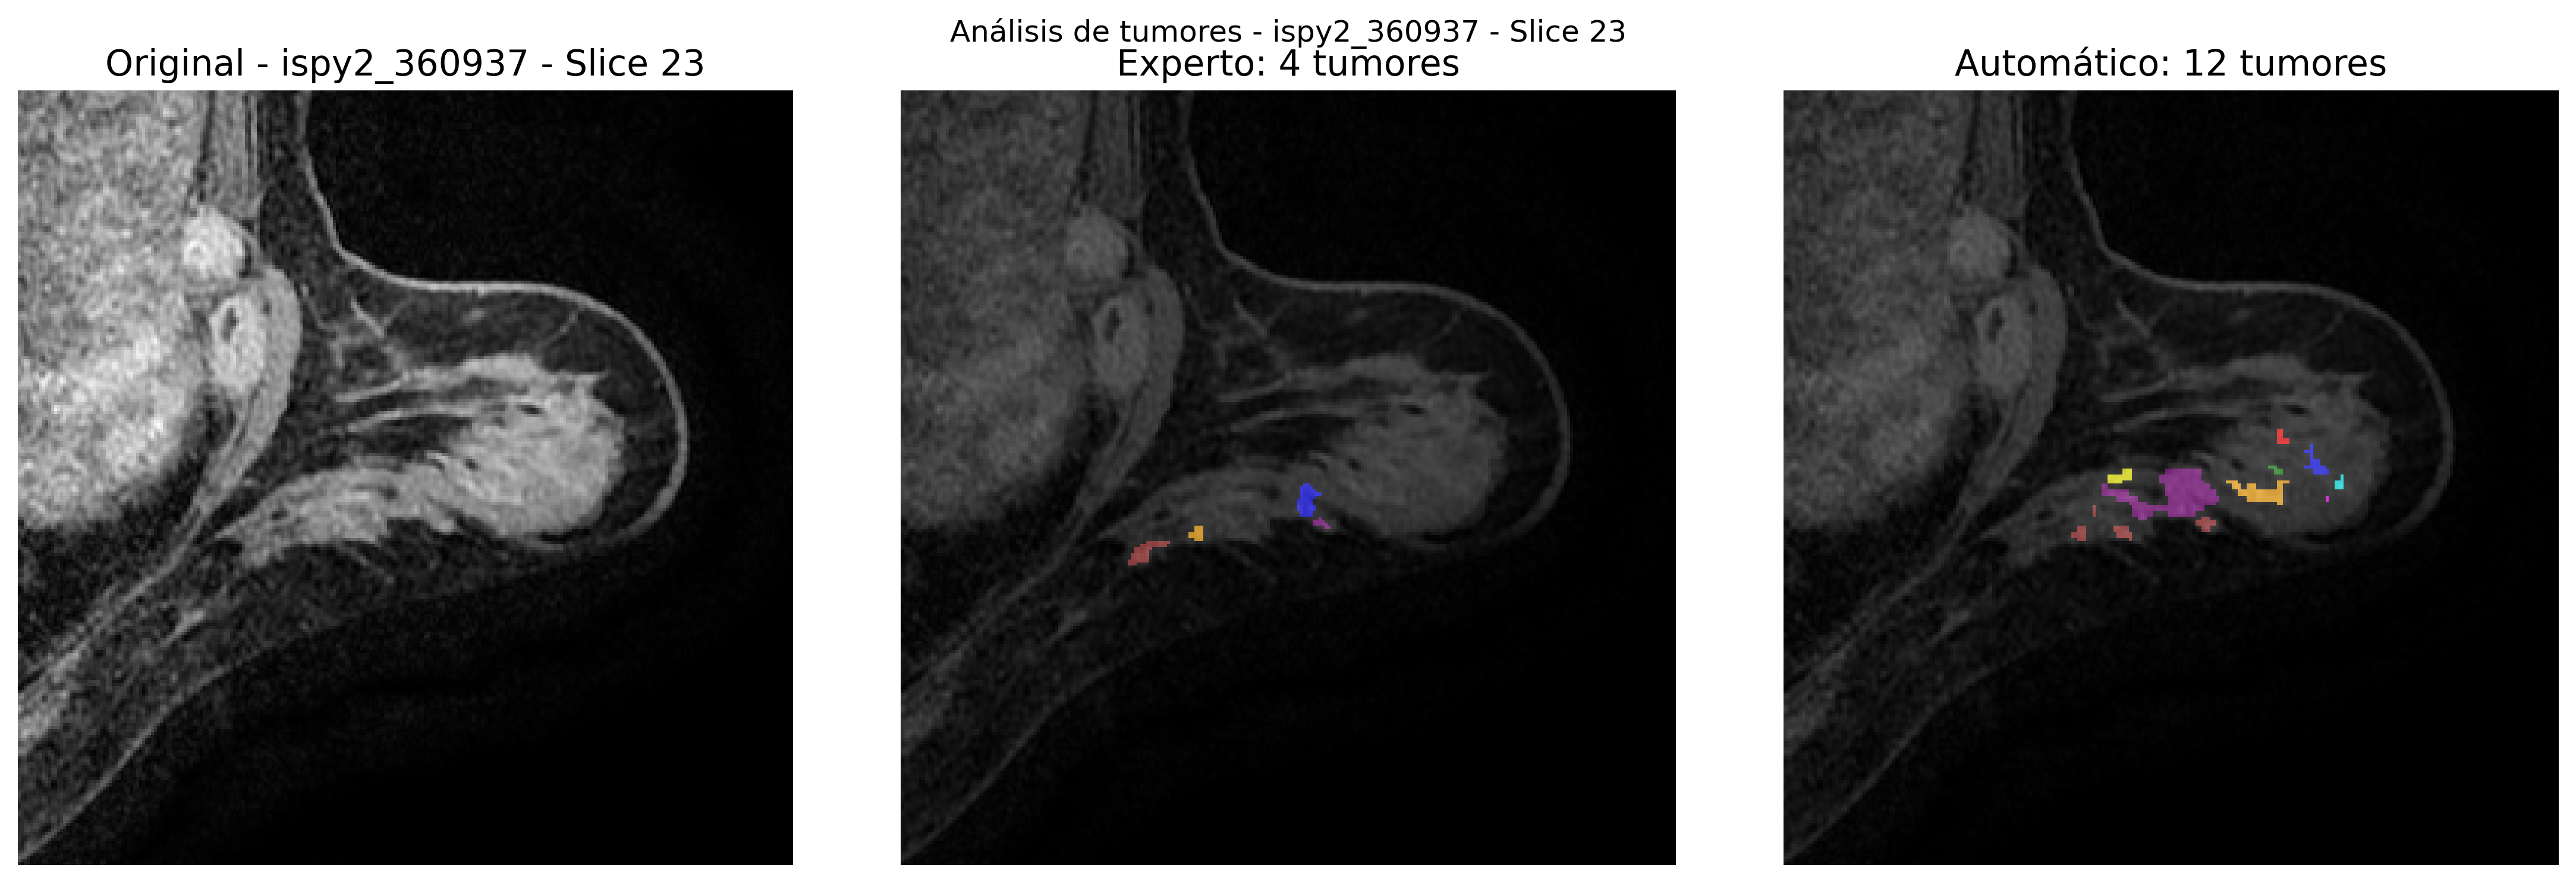 Análisis de tumores - ispy2_360937 - Slice 23
Original - ispy2_360937 - Slice 23
Experto: 4 tumores
Automático: 12 tumores